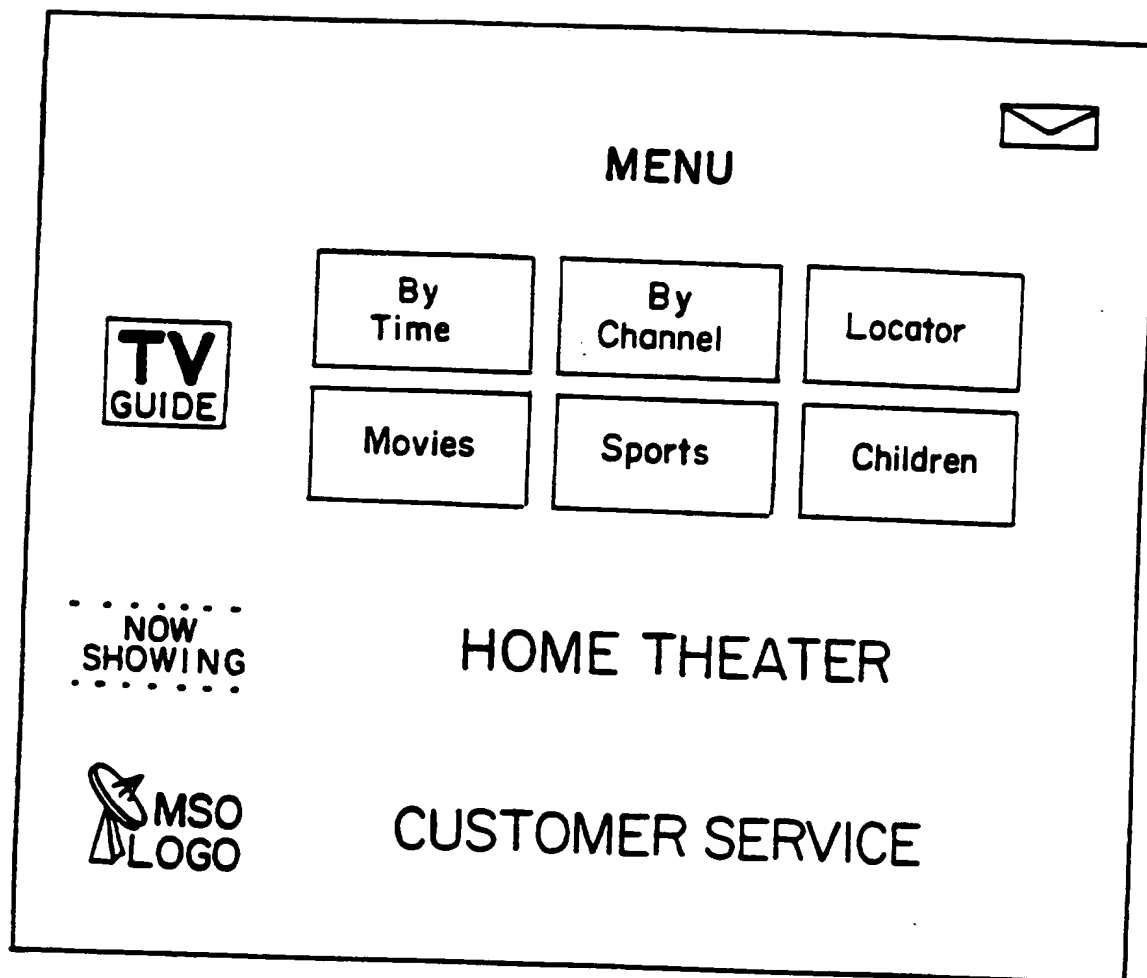 MENU
By
Time
By
Channel
Locator
TV
GUIDE
Movies
Sports
Children
NOW
SHOWING
HOME THEATER
MSO
LOGO
CUSTOMER SERVICE